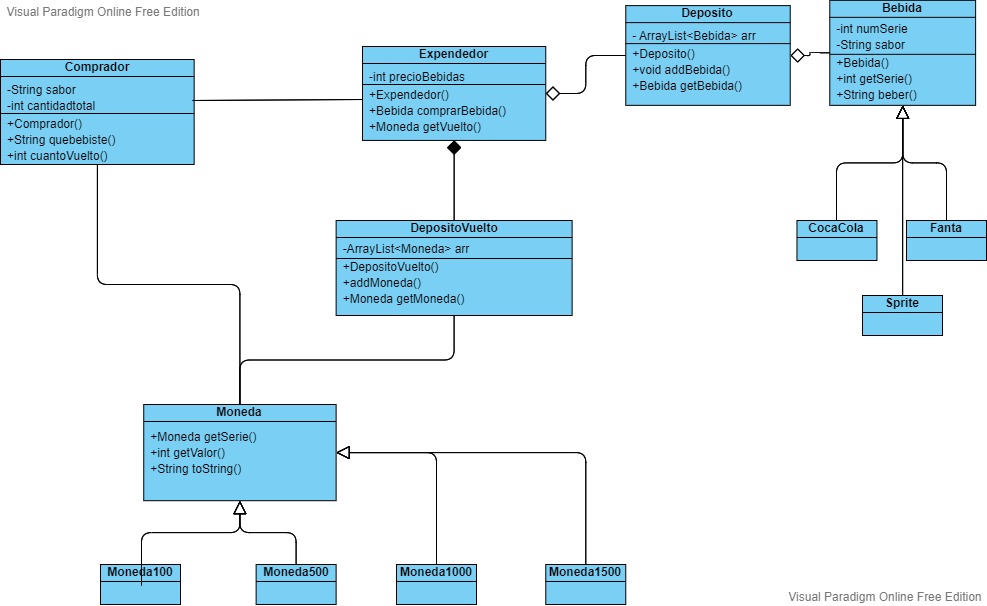 Visual Paradigm Online Free Edition
Comprador
-String sabor
-int cantidadtotal
+Comprador()
+String quebebiste()
+int cuantoVuelto()
Expendedor
-int precioBebidas
+Expendedor()
+Bebida comprarBebida()
+Moneda getVuelto()
Deposito
- ArrayList<Bebida> arr
+Deposito()
+void addBebida()
+Bebida getBebida()
Bebida
-int numSerie
-String sabor
+Bebida()
+int getSerie()
+String beber()
DepositoVuelto
-ArrayList<Moneda> arr
+DepositoVuelto()
+addMoneda()
+Moneda getMoneda()
CocaCola
Fanta
Sprite
Moneda
+Moneda getSerie()
+int getValor()
+String toString()
Moneda100
Moneda500
Moneda1000
Moneda1500
Visual Paradigm Online Free Edition